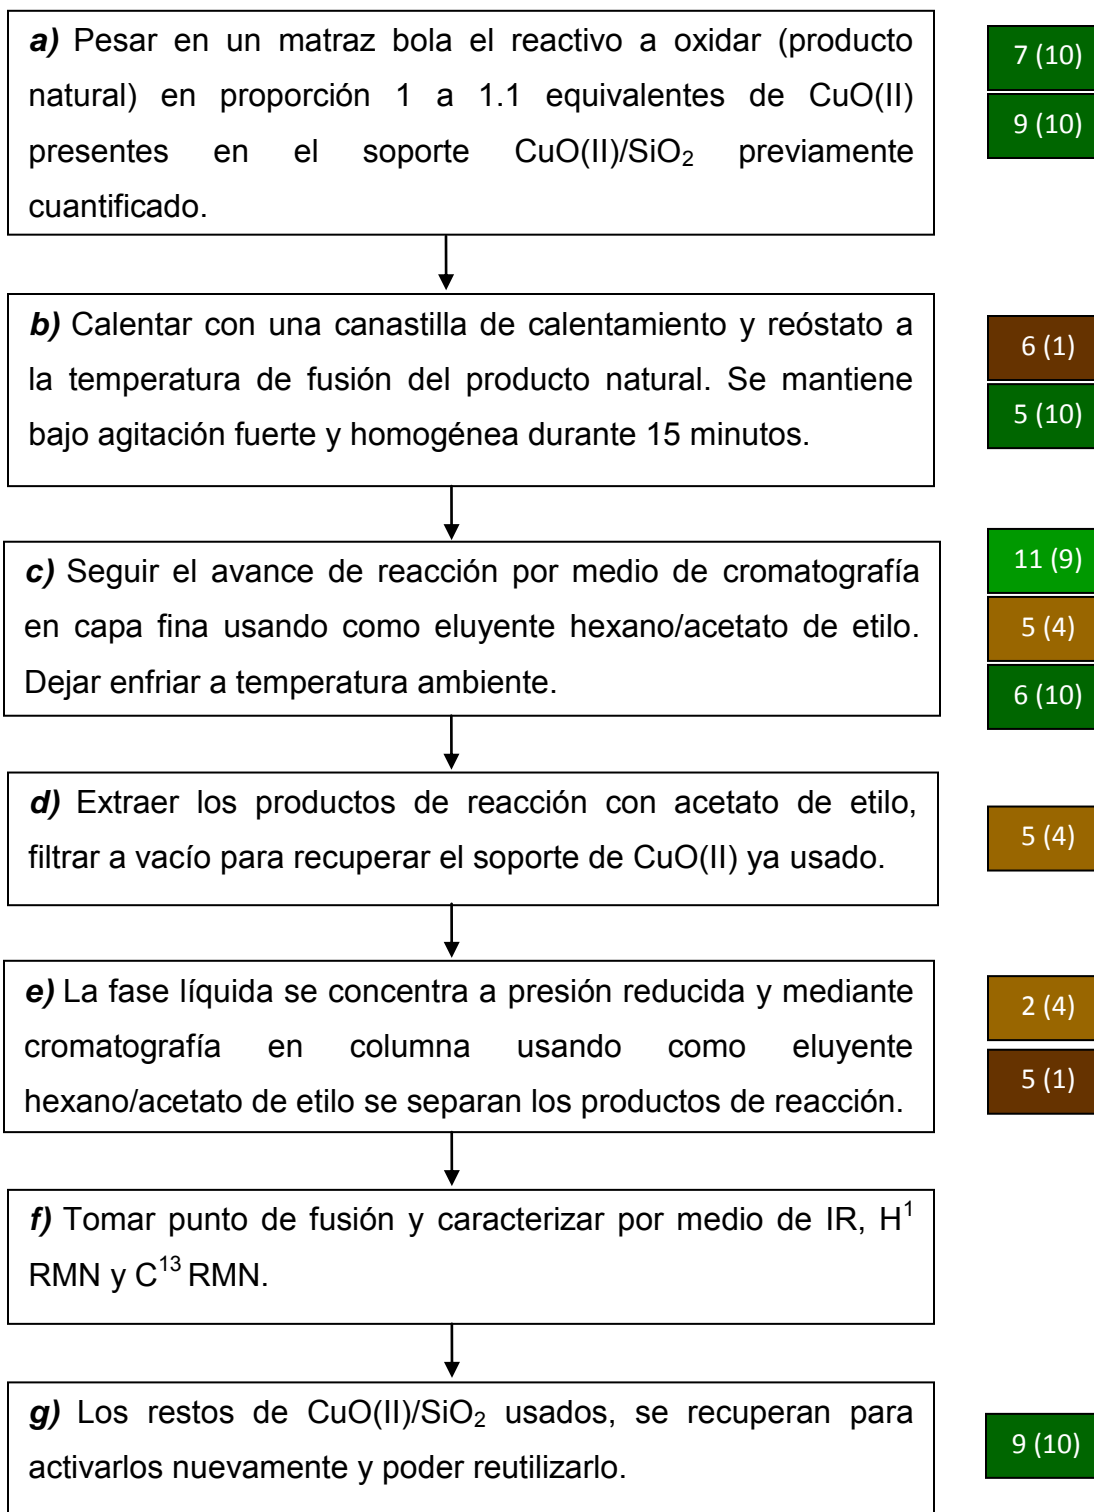 a) Pesar en un matraz bola el reactivo a oxidar (producto
natural) en proporción 1 a 1.1 equivalentes de CuO(II)
presentes en el soporte CuO(II)/SiO₂ previamente
cuantificado.
7 (10)
9 (10)
b) Calentar con una canastilla de calentamiento y reóstato a
la temperatura de fusión del producto natural. Se mantiene
bajo agitación fuerte y homogénea durante 15 minutos.
6 (1)
5 (10)
c) Seguir el avance de reacción por medio de cromatografía
en capa fina usando como eluyente hexano/acetato de etilo.
Dejar enfriar a temperatura ambiente.
11 (9)
5 (4)
6 (10)
d) Extraer los productos de reacción con acetato de etilo,
filtrar a vacío para recuperar el soporte de CuO(II) ya usado.
5 (4)
e) La fase líquida se concentra a presión reducida y mediante
cromatografía en columna usando como eluyente
hexano/acetato de etilo se separan los productos de reacción.
2 (4)
5 (1)
f) Tomar punto de fusión y caracterizar por medio de IR, H¹
RMN y C¹³ RMN.
g) Los restos de CuO(II)/SiO₂ usados, se recuperan para
activarlos nuevamente y poder reutilizarlo.
9 (10)